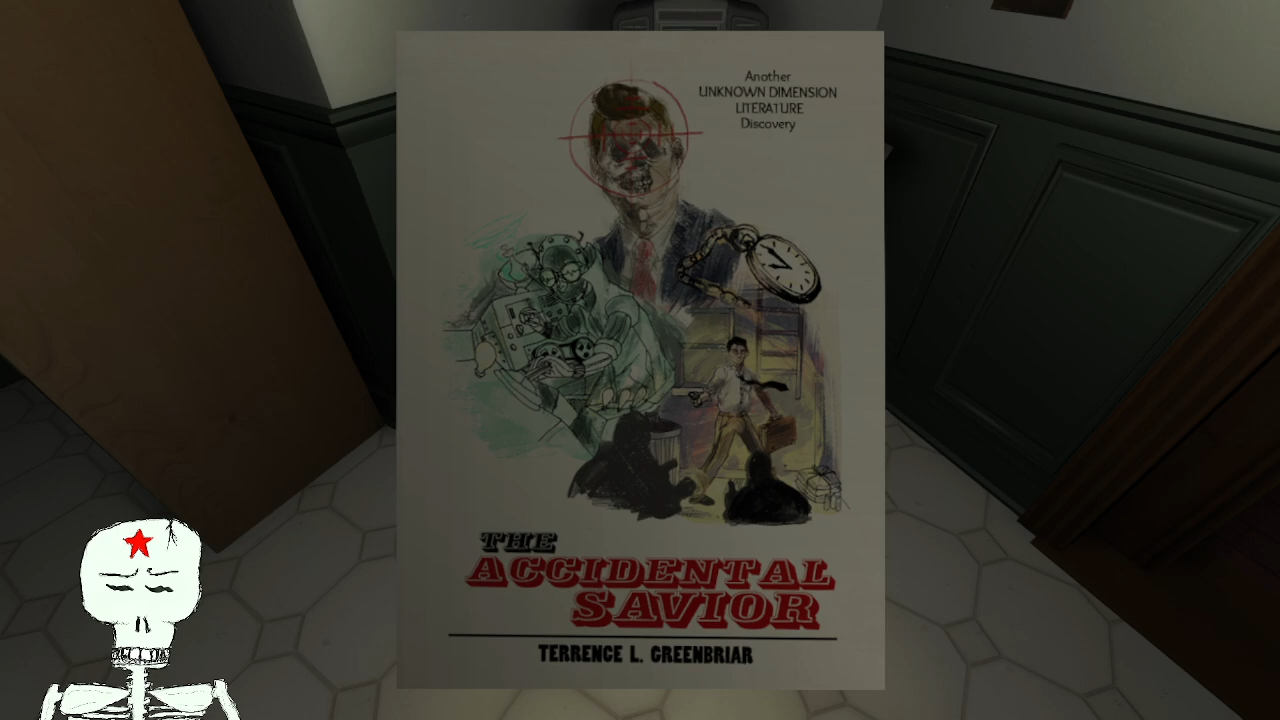 Another
UNKNOWN DIMENSION
LITERATURE
Discovery
THE
ACCIDENTAL
SAVIOR
TERRENCE L. GREENBRIAR